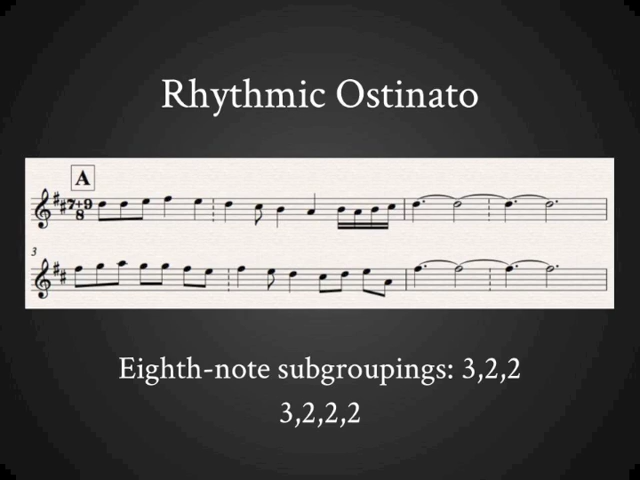 Rhythmic Ostinato
A
7+9
8
3
Eighth-note subgroupings: 3,2,2
3,2,2,2